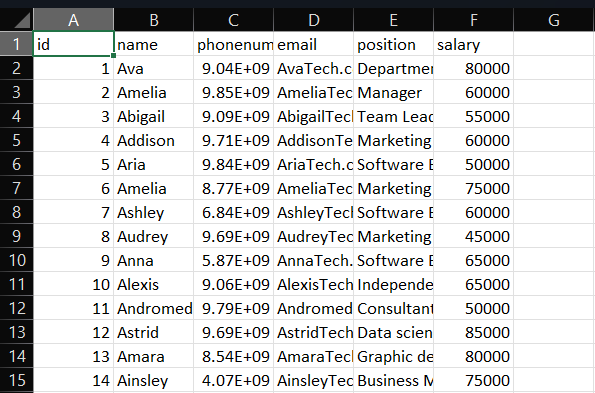 A B C D E F G
1 id name phonenum email position salary
2 1 Ava 9.04E+09 AvaTech.c Departmen 80000
3 2 Amelia 9.85E+09 AmeliaTec Manager 60000
4 3 Abigail 9.09E+09 AbigailTecl Team Lead 55000
5 4 Addison 9.71E+09 AddisonTe Marketing 60000
6 5 Aria 9.84E+09 AriaTech.c Software E 50000
7 6 Amelia 8.77E+09 AmeliaTec Marketing 75000
8 7 Ashley 6.84E+09 AshleyTecl Software E 60000
9 8 Audrey 9.69E+09 AudreyTec Marketing 45000
10 9 Anna 5.87E+09 AnnaTech. Software E 65000
11 10 Alexis 9.06E+09 AlexisTech Independe 65000
12 11 Andromed 9.79E+09 Andromed Consultant 50000
13 12 Astrid 9.69E+09 AstridTech Data scien 85000
14 13 Amara 8.54E+09 AmaraTecl Graphic de 80000
15 14 Ainsley 4.07E+09 AinsleyTec Business M 75000